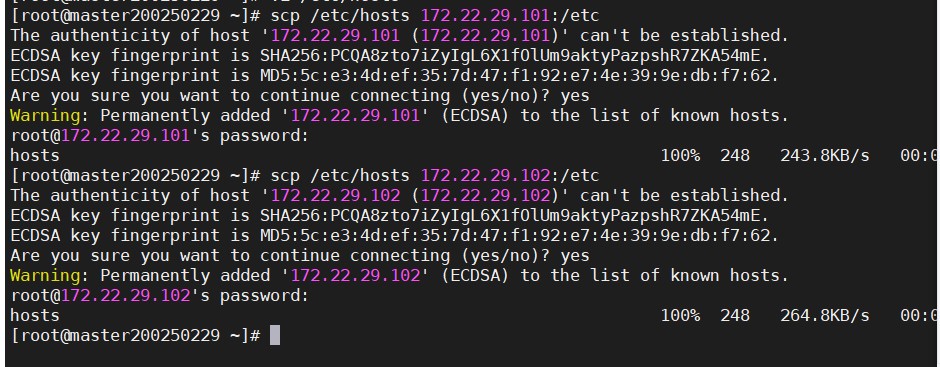 [root@master200250229 ~]# scp /etc/hosts 172.22.29.101:/etc
The authenticity of host '172.22.29.101 (172.22.29.101)' can't be established.
ECDSA key fingerprint is SHA256:PCQA8zto7iZyIgL6X1fOlUm9aktyPazpshR7ZKA54mE.
ECDSA key fingerprint is MD5:5c:e3:4d:ef:35:7d:47:f1:92:e7:4e:39:9e:db:f7:62.
Are you sure you want to continue connecting (yes/no)? yes
Warning: Permanently added '172.22.29.101' (ECDSA) to the list of known hosts.
root@172.22.29.101's password:
hosts 100% 248 243.8KB/s 00:0
[root@master200250229 ~]# scp /etc/hosts 172.22.29.102:/etc
The authenticity of host '172.22.29.102 (172.22.29.102)' can't be established.
ECDSA key fingerprint is SHA256:PCQA8zto7iZyIgL6X1fOlUm9aktyPazpshR7ZKA54mE.
ECDSA key fingerprint is MD5:5c:e3:4d:ef:35:7d:47:f1:92:e7:4e:39:9e:db:f7:62.
Are you sure you want to continue connecting (yes/no)? yes
Warning: Permanently added '172.22.29.102' (ECDSA) to the list of known hosts.
root@172.22.29.102's password:
hosts 100% 248 264.8KB/s 00:0
[root@master200250229 ~]#